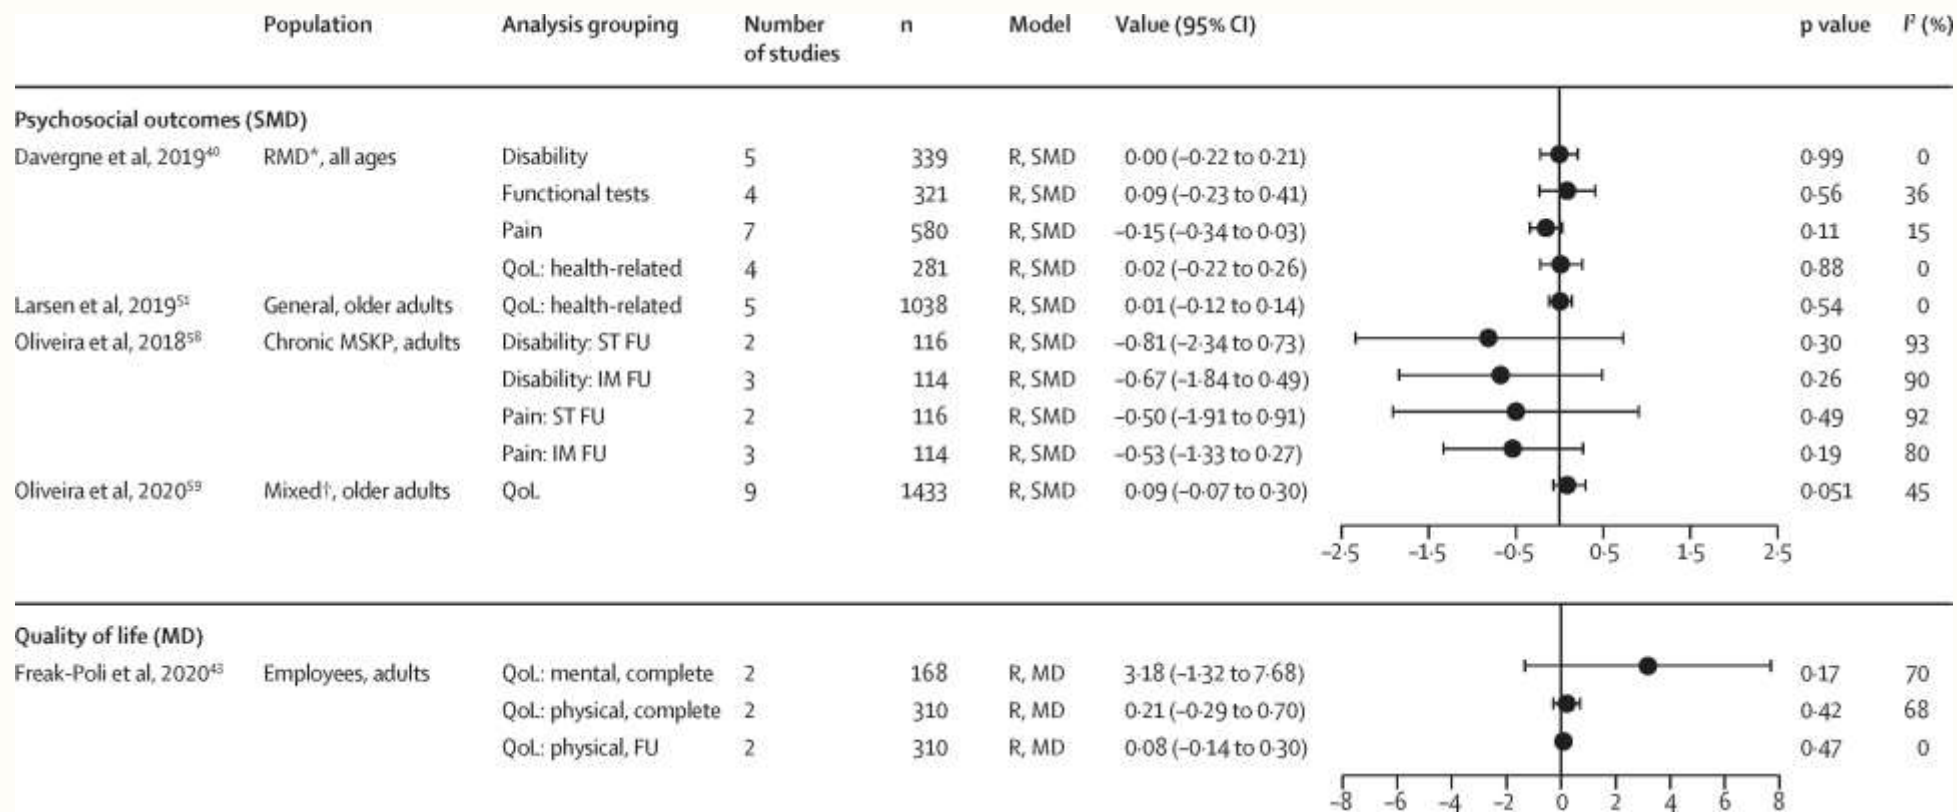 Population Analysis grouping Number of studies n Model Value (95% CI) p value I² (%)
Psychosocial outcomes (SMD)
Davergne et al, 2019⁴⁰ RMD*, all ages Disability 5 339 R, SMD 0·00 (–0·22 to 0·21) 0·99 0
Functional tests 4 321 R, SMD 0·09 (–0·23 to 0·41) 0·56 36
Pain 7 580 R, SMD –0·15 (–0·34 to 0·03) 0·11 15
QoL: health-related 4 281 R, SMD 0·02 (–0·22 to 0·26) 0·88 0
Larsen et al, 2019⁵¹ General, older adults QoL: health-related 5 1038 R, SMD 0·01 (–0·12 to 0·14) 0·54 0
Oliveira et al, 2018⁵⁸ Chronic MSKP, adults Disability: ST FU 2 116 R, SMD –0·81 (–2·34 to 0·73) 0·30 93
Disability: IM FU 3 114 R, SMD –0·67 (–1·84 to 0·49) 0·26 90
Pain: ST FU 2 116 R, SMD –0·50 (–1·91 to 0·91) 0·49 92
Pain: IM FU 3 114 R, SMD –0·53 (–1·33 to 0·27) 0·19 80
Oliveira et al, 2020⁵⁹ Mixed†, older adults QoL 9 1433 R, SMD 0·09 (–0·07 to 0·30) 0·051 45
–2·5 –1·5 –0·5 0·5 1·5 2·5
Quality of life (MD)
Freak-Poli et al, 2020⁴³ Employees, adults QoL: mental, complete 2 168 R, MD 3·18 (–1·32 to 7·68) 0·17 70
QoL: physical, complete 2 310 R, MD 0·21 (–0·29 to 0·70) 0·42 68
QoL: physical, FU 2 310 R, MD 0·08 (–0·14 to 0·30) 0·47 0
–8 –6 –4 –2 0 2 4 6 8